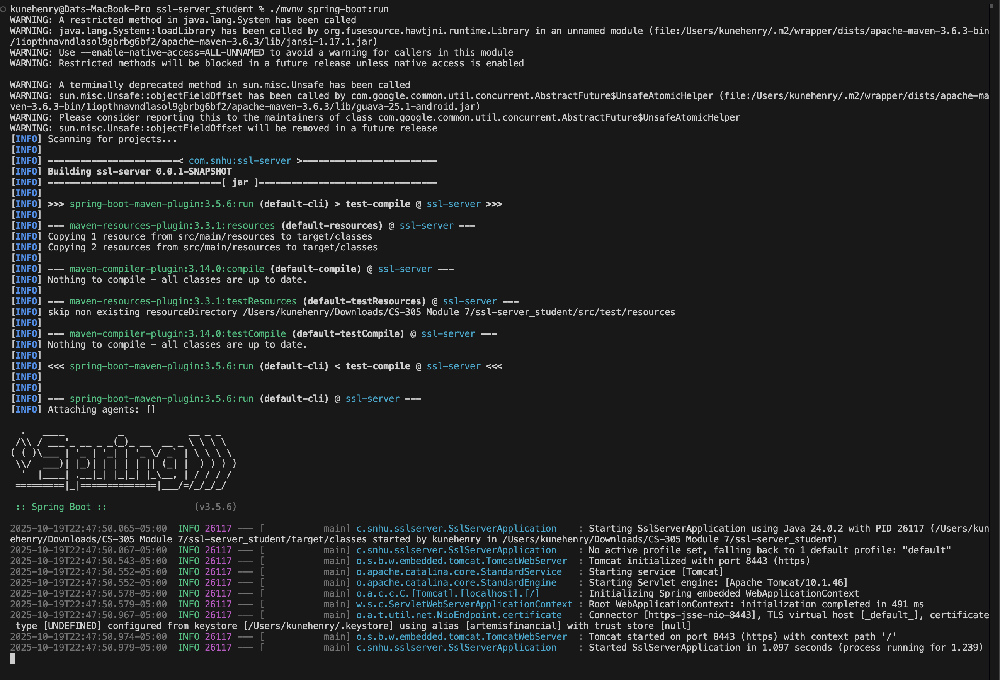 kunehenry@Dats-MacBook-Pro ssl-server_student % ./mvnw spring-boot:run
WARNING: A restricted method in java.lang.System has been called
WARNING: java.lang.System::loadLibrary has been called by org.fusesource.hawtjni.runtime.Library in an unnamed module (file:/Users/kunehenry/.m2/wrapper/dists/apache-maven-3.6.3-bin
/1iopthnavndlasol9gbrbg6bf2/apache-maven-3.6.3/lib/jansi-1.17.1.jar)
WARNING: Use --enable-native-access=ALL-UNNAMED to avoid a warning for callers in this module
WARNING: Restricted methods will be blocked in a future release unless native access is enabled

WARNING: A terminally deprecated method in sun.misc.Unsafe has been called
WARNING: sun.misc.Unsafe::objectFieldOffset has been called by com.google.common.util.concurrent.AbstractFuture$UnsafeAtomicHelper (file:/Users/kunehenry/.m2/wrapper/dists/apache-ma
ven-3.6.3-bin/1iopthnavndlasol9gbrbg6bf2/apache-maven-3.6.3/lib/guava-25.1-android.jar)
WARNING: Please consider reporting this to the maintainers of class com.google.common.util.concurrent.AbstractFuture$UnsafeAtomicHelper
WARNING: sun.misc.Unsafe::objectFieldOffset will be removed in a future release
[INFO] Scanning for projects...
[INFO]
[INFO] ------------------------< com.snhu:ssl-server >-------------------------
[INFO] Building ssl-server 0.0.1-SNAPSHOT
[INFO] --------------------------------[ jar ]---------------------------------
[INFO]
[INFO] >>> spring-boot-maven-plugin:3.5.6:run (default-cli) > test-compile @ ssl-server >>>
[INFO]
[INFO] --- maven-resources-plugin:3.3.1:resources (default-resources) @ ssl-server ---
[INFO] Copying 1 resource from src/main/resources to target/classes
[INFO] Copying 2 resources from src/main/resources to target/classes
[INFO]
[INFO] --- maven-compiler-plugin:3.14.0:compile (default-compile) @ ssl-server ---
[INFO] Nothing to compile - all classes are up to date.
[INFO]
[INFO] --- maven-resources-plugin:3.3.1:testResources (default-testResources) @ ssl-server ---
[INFO] skip non existing resourceDirectory /Users/kunehenry/Downloads/CS-305 Module 7/ssl-server_student/src/test/resources
[INFO]
[INFO] --- maven-compiler-plugin:3.14.0:testCompile (default-testCompile) @ ssl-server ---
[INFO] Nothing to compile - all classes are up to date.
[INFO]
[INFO] <<< spring-boot-maven-plugin:3.5.6:run (default-cli) < test-compile @ ssl-server <<<
[INFO]
[INFO]
[INFO] --- spring-boot-maven-plugin:3.5.6:run (default-cli) @ ssl-server ---
[INFO] Attaching agents: []

  .   ____          _            __ _ _
 /\\ / ___'_ __ _ _(_)_ __  __ _ \ \ \ \
( ( )\___ | '_ | '_| | '_ \/ _` | \ \ \ \
 \\/  ___)| |_)| | | | | || (_| |  ) ) ) )
  '  |____| .__|_| |_|_| |_\__, | / / / /
 =========|_|==============|___/=/_/_/_/

 :: Spring Boot ::                (v3.5.6)

2025-10-19T22:47:50.065-05:00  INFO 26117 --- [           main] c.snhu.sslserver.SslServerApplication    : Starting SslServerApplication using Java 24.0.2 with PID 26117 (/Users/kun
ehenry/Downloads/CS-305 Module 7/ssl-server_student/target/classes started by kunehenry in /Users/kunehenry/Downloads/CS-305 Module 7/ssl-server_student)
2025-10-19T22:47:50.067-05:00  INFO 26117 --- [           main] c.snhu.sslserver.SslServerApplication    : No active profile set, falling back to 1 default profile: "default"
2025-10-19T22:47:50.543-05:00  INFO 26117 --- [           main] o.s.b.w.embedded.tomcat.TomcatWebServer  : Tomcat initialized with port 8443 (https)
2025-10-19T22:47:50.552-05:00  INFO 26117 --- [           main] o.apache.catalina.core.StandardService   : Starting service [Tomcat]
2025-10-19T22:47:50.552-05:00  INFO 26117 --- [           main] o.apache.catalina.core.StandardEngine    : Starting Servlet engine: [Apache Tomcat/10.1.46]
2025-10-19T22:47:50.578-05:00  INFO 26117 --- [           main] o.a.c.c.C.[Tomcat].[localhost].[/]       : Initializing Spring embedded WebApplicationContext
2025-10-19T22:47:50.579-05:00  INFO 26117 --- [           main] w.s.c.ServletWebServerApplicationContext : Root WebApplicationContext: initialization completed in 491 ms
2025-10-19T22:47:50.967-05:00  INFO 26117 --- [           main] o.a.t.util.net.NioEndpoint.certificate   : Connector [https-jsse-nio-8443], TLS virtual host [_default_], certificate
 type [UNDEFINED] configured from keystore [/Users/kunehenry/.keystore] using alias [artemisfinancial] with trust store [null]
2025-10-19T22:47:50.974-05:00  INFO 26117 --- [           main] o.s.b.w.embedded.tomcat.TomcatWebServer  : Tomcat started on port 8443 (https) with context path '/'
2025-10-19T22:47:50.979-05:00  INFO 26117 --- [           main] c.snhu.sslserver.SslServerApplication    : Started SslServerApplication in 1.097 seconds (process running for 1.239)